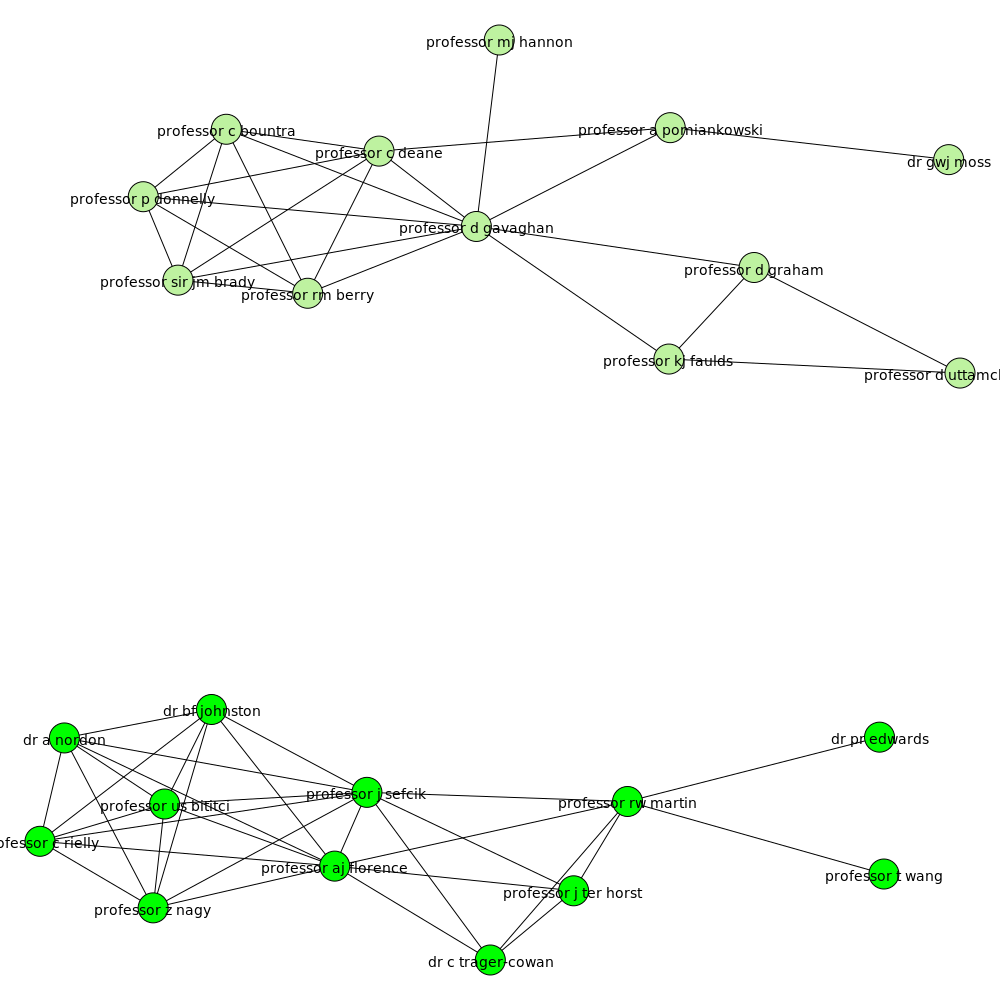 professor mj hannon
professor c bountra
professor a pomiankowski
professor c deane
dr gwj moss
professor p donnelly
professor d gavaghan
professor d graham
professor sir jm brady
professor rm berry
professor kj faulds
professor d uttamch
dr bf johnston
dr a nordon
dr pr edwards
professor j sefcik
professor us bititci
professor rw martin
ofessor c rielly
professor aj florence
professor t wang
professor j ter horst
professor z nagy
dr c trager-cowan